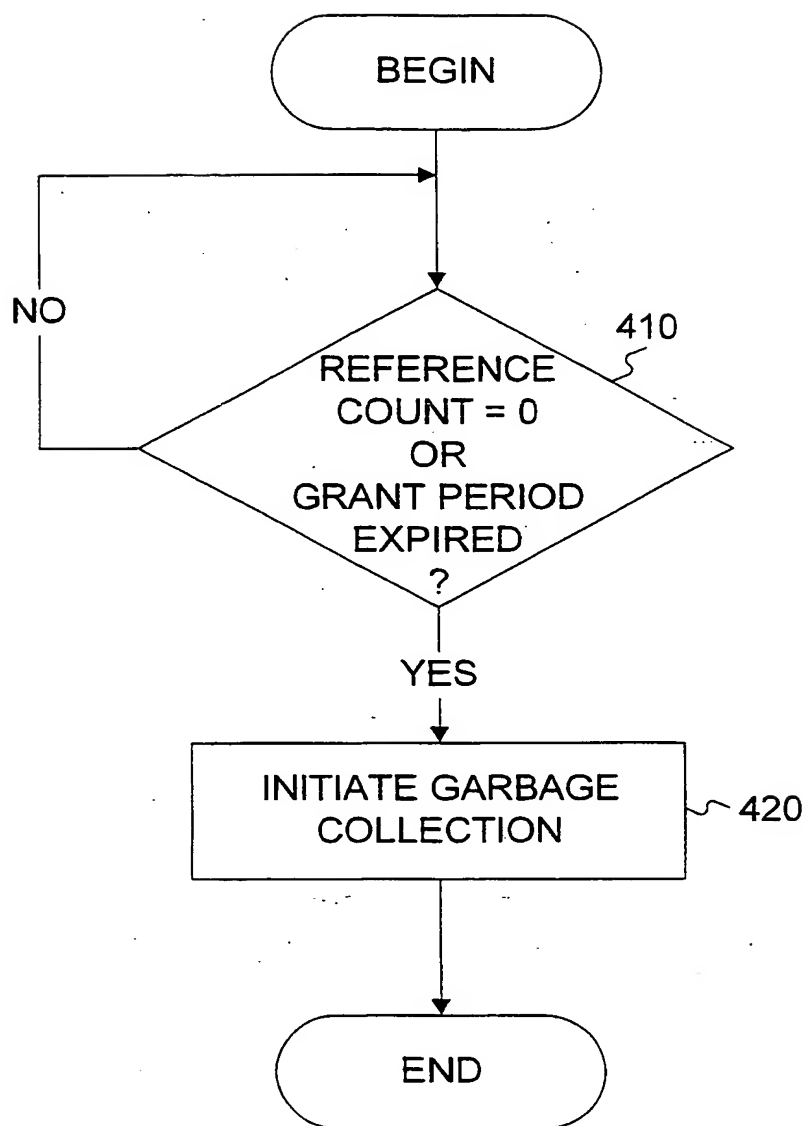 BEGIN
NO
410
REFERENCE
COUNT = 0
OR
GRANT PERIOD
EXPIRED
?
YES
INITIATE GARBAGE
COLLECTION
420
END